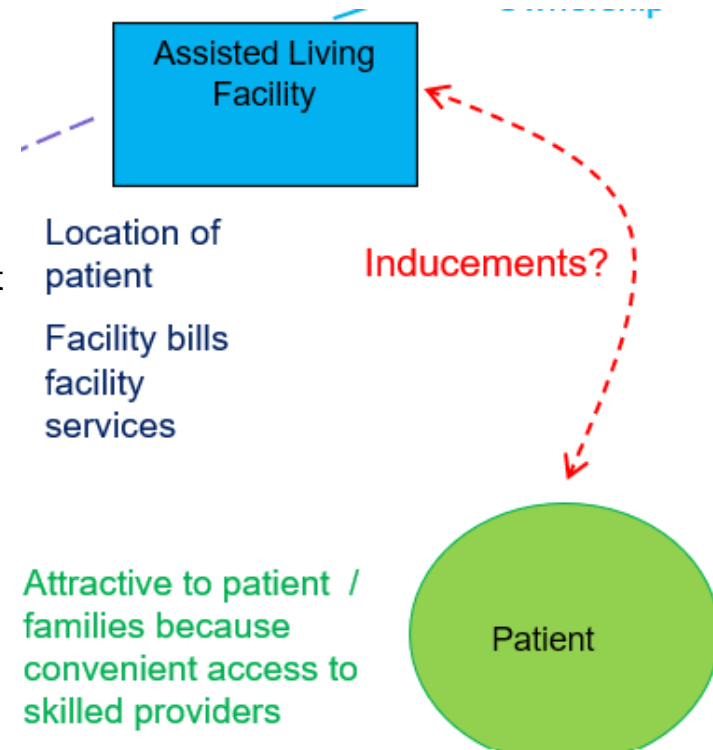 Assisted Living
Facility
Location of
patient
Inducements?
Facility bills
facility
services
Attractive to patient /
families because
convenient access to
skilled providers
Patient